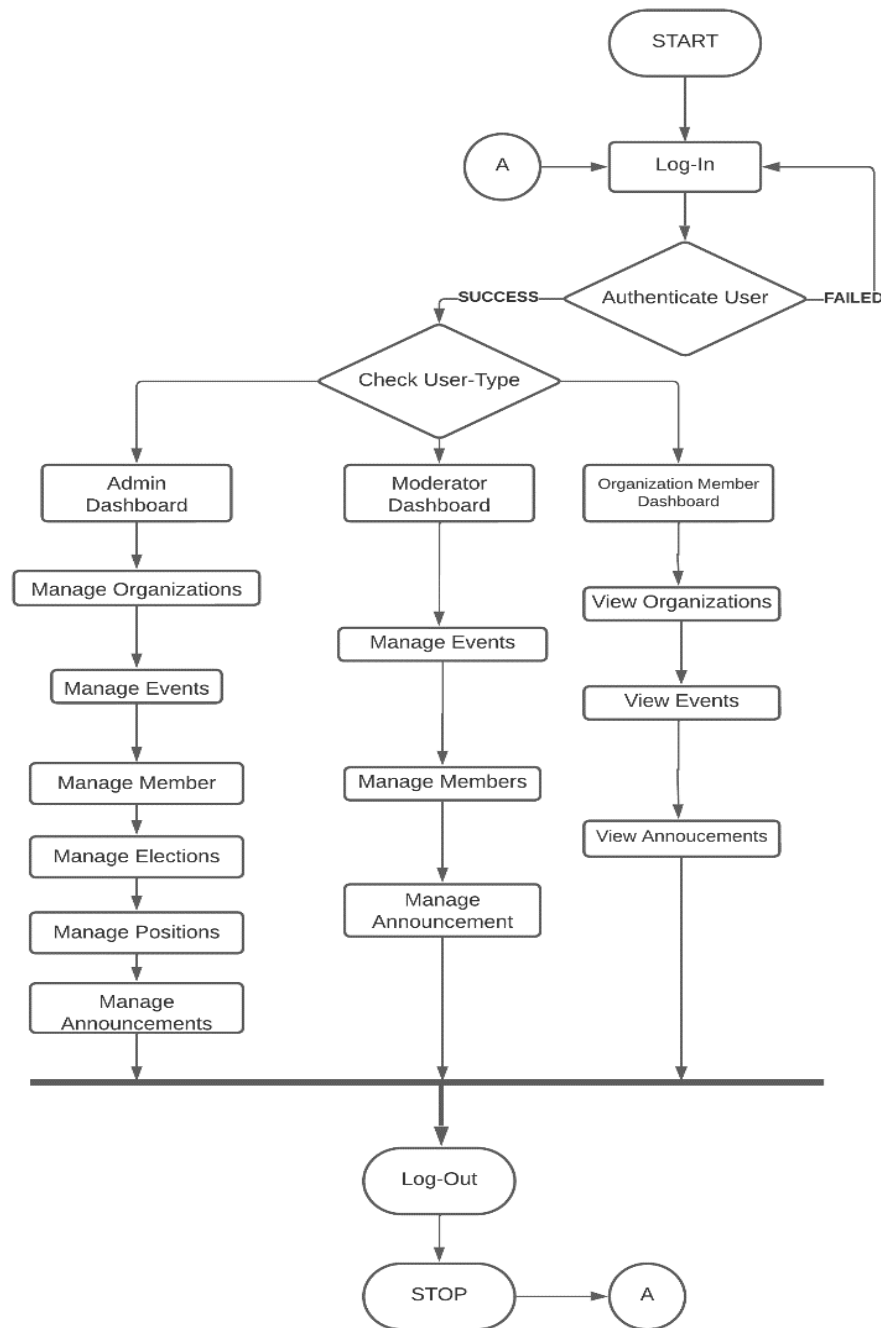 START
A
Log-In
Authenticate User
SUCCESS
FAILED
Check User-Type
Admin
Dashboard
Moderator
Dashboard
Organization Member
Dashboard
Manage Organizations
View Organizations
Manage Events
Manage Events
View Events
Manage Member
Manage Members
View Annoucements
Manage Elections
Manage
Announcement
Manage Positions
Manage
Announcements
Log-Out
STOP
A